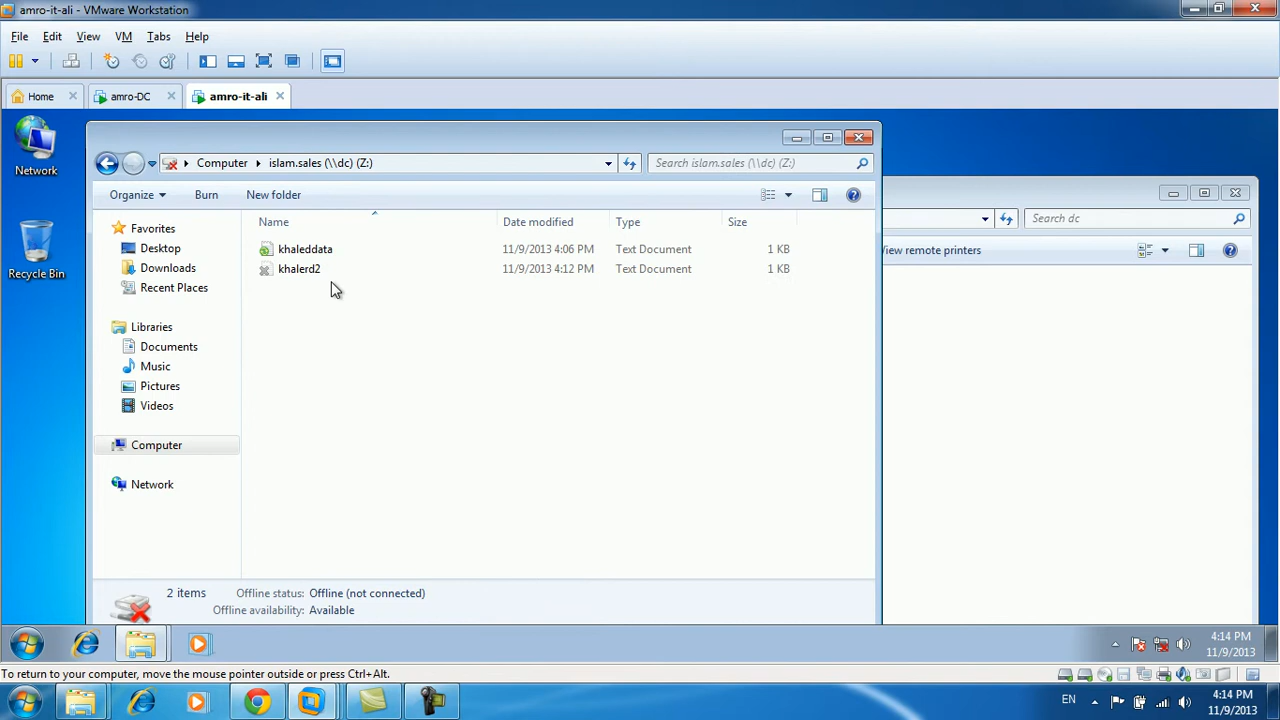 amro-it-ali - VMware Workstation
File Edit View VM Tabs Help
Home amro-DC amro-it-ali
Network
Recycle Bin
Computer islam.sales (\\dc) (Z:) Search islam.sales (\\dc) (Z:)
Search dc
Organize Burn New folder
View remote printers
Name Date modified Type Size
khaleddata 11/9/2013 4:06 PM Text Document 1 KB
khalerd2 11/9/2013 4:12 PM Text Document 1 KB
Favorites
Desktop
Downloads
Recent Places
Libraries
Documents
Music
Pictures
Videos
Computer
Network
2 items Offline status: Offline (not connected)
Offline availability: Available
4:14 PM
11/9/2013
To return to your computer, move the mouse pointer outside or press Ctrl+Alt.
EN
4:14 PM
11/9/2013